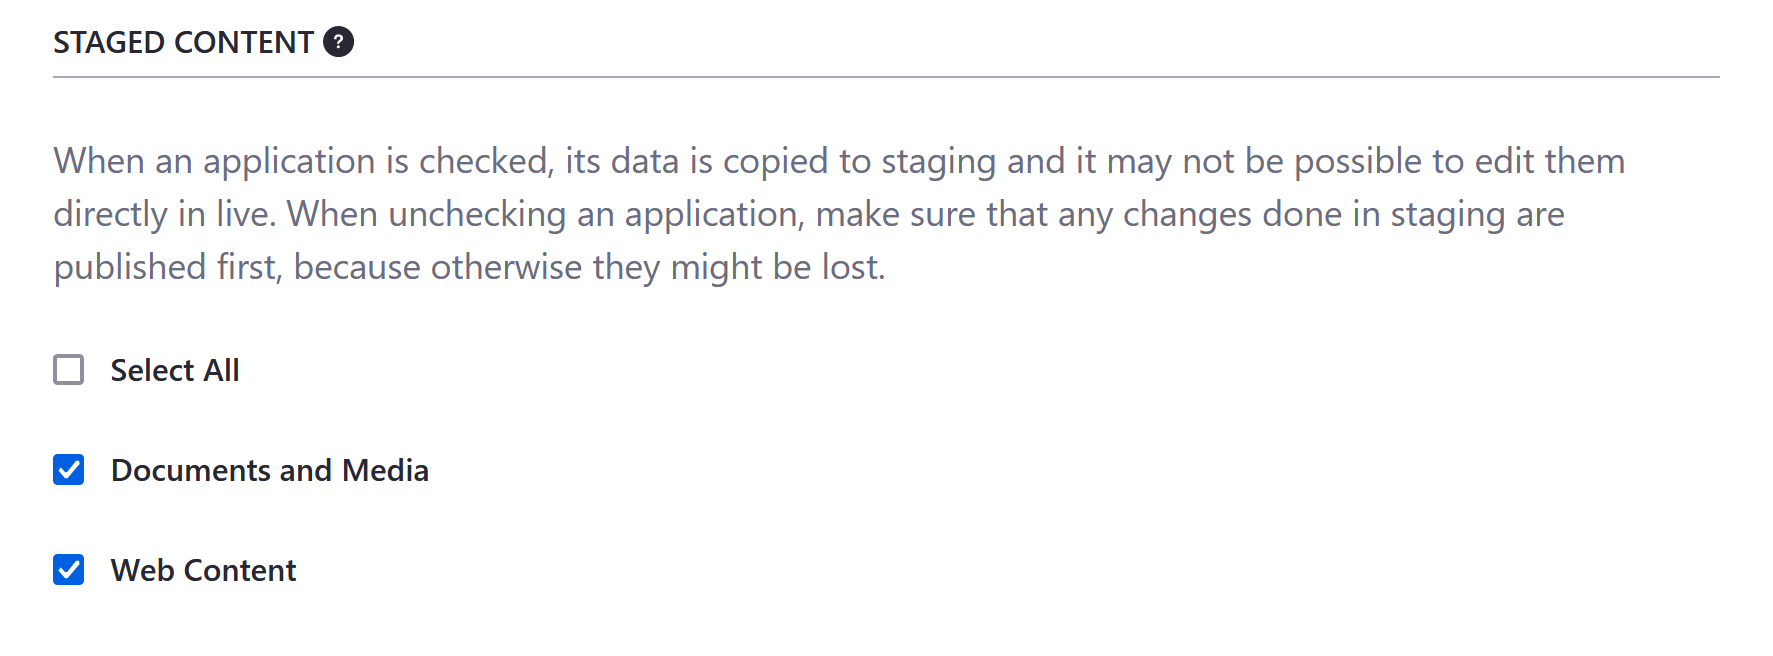 STAGED CONTENT ?
When an application is checked, its data is copied to staging and it may not be possible to edit them
directly in live. When unchecking an application, make sure that any changes done in staging are
published first, because otherwise they might be lost.
Select All
Documents and Media
Web Content